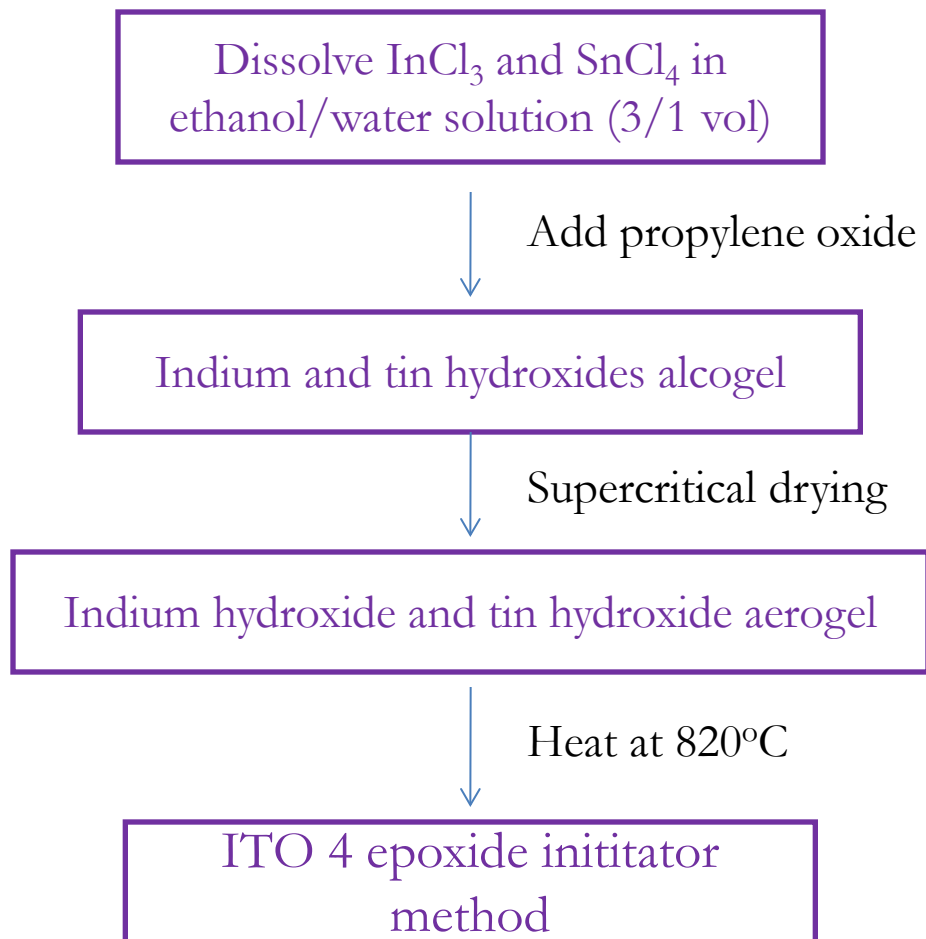 Dissolve InCl₃ and SnCl₄ in
ethanol/water solution (3/1 vol)
Add propylene oxide
Indium and tin hydroxides alcogel
Supercritical drying
Indium hydroxide and tin hydroxide aerogel
Heat at 820ºC
ITO 4 epoxide inititator
method